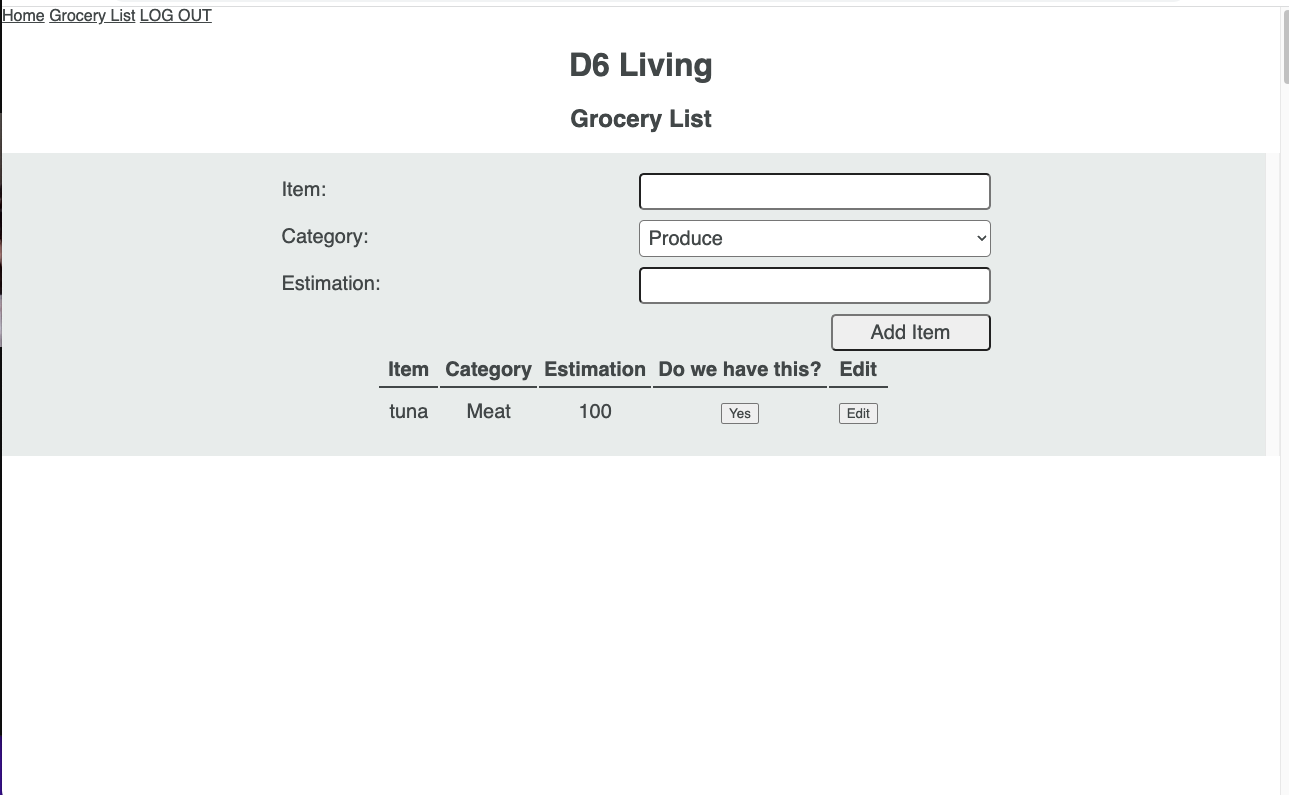 Home Grocery List LOG OUT
D6 Living
Grocery List
Item:
Category: Produce
Estimation:
Add Item
Item Category Estimation Do we have this? Edit
tuna Meat 100 Yes Edit